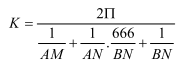 K = 2Π / (1/AM + 1/AN . 666/BN + 1/BN)